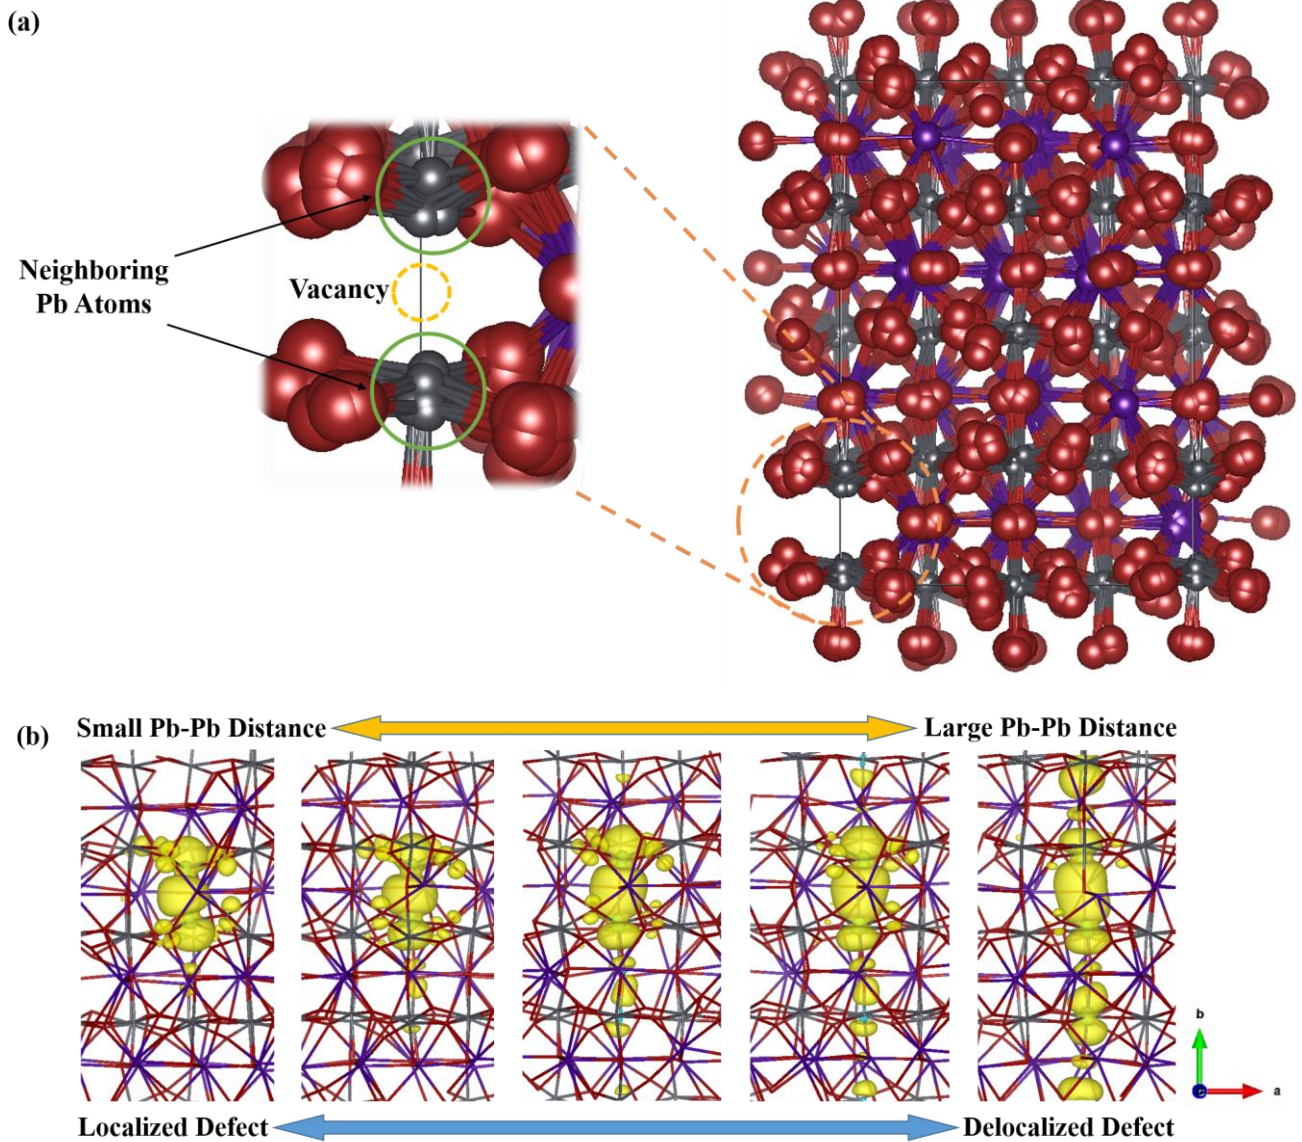 (a)
Neighboring
Pb Atoms
Vacancy
(b)
Small Pb-Pb Distance
Large Pb-Pb Distance
b
a
c
Localized Defect
Delocalized Defect